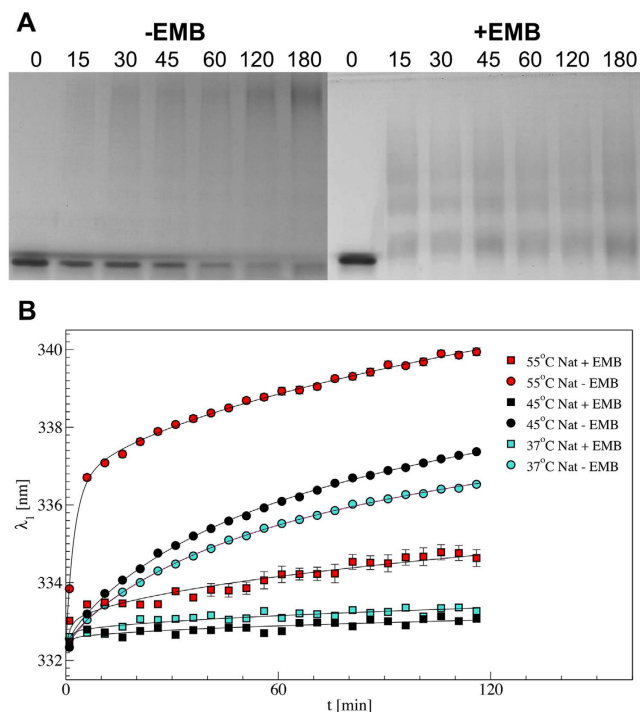 A
-EMB +EMB
0 15 30 45 60 120 180 0 15 30 45 60 120 180
B
340
338
336
334
332
λ₁ [nm]
0 60 120
t [min]
55°C Nat + EMB
55°C Nat - EMB
45°C Nat + EMB
45°C Nat - EMB
37°C Nat + EMB
37°C Nat - EMB